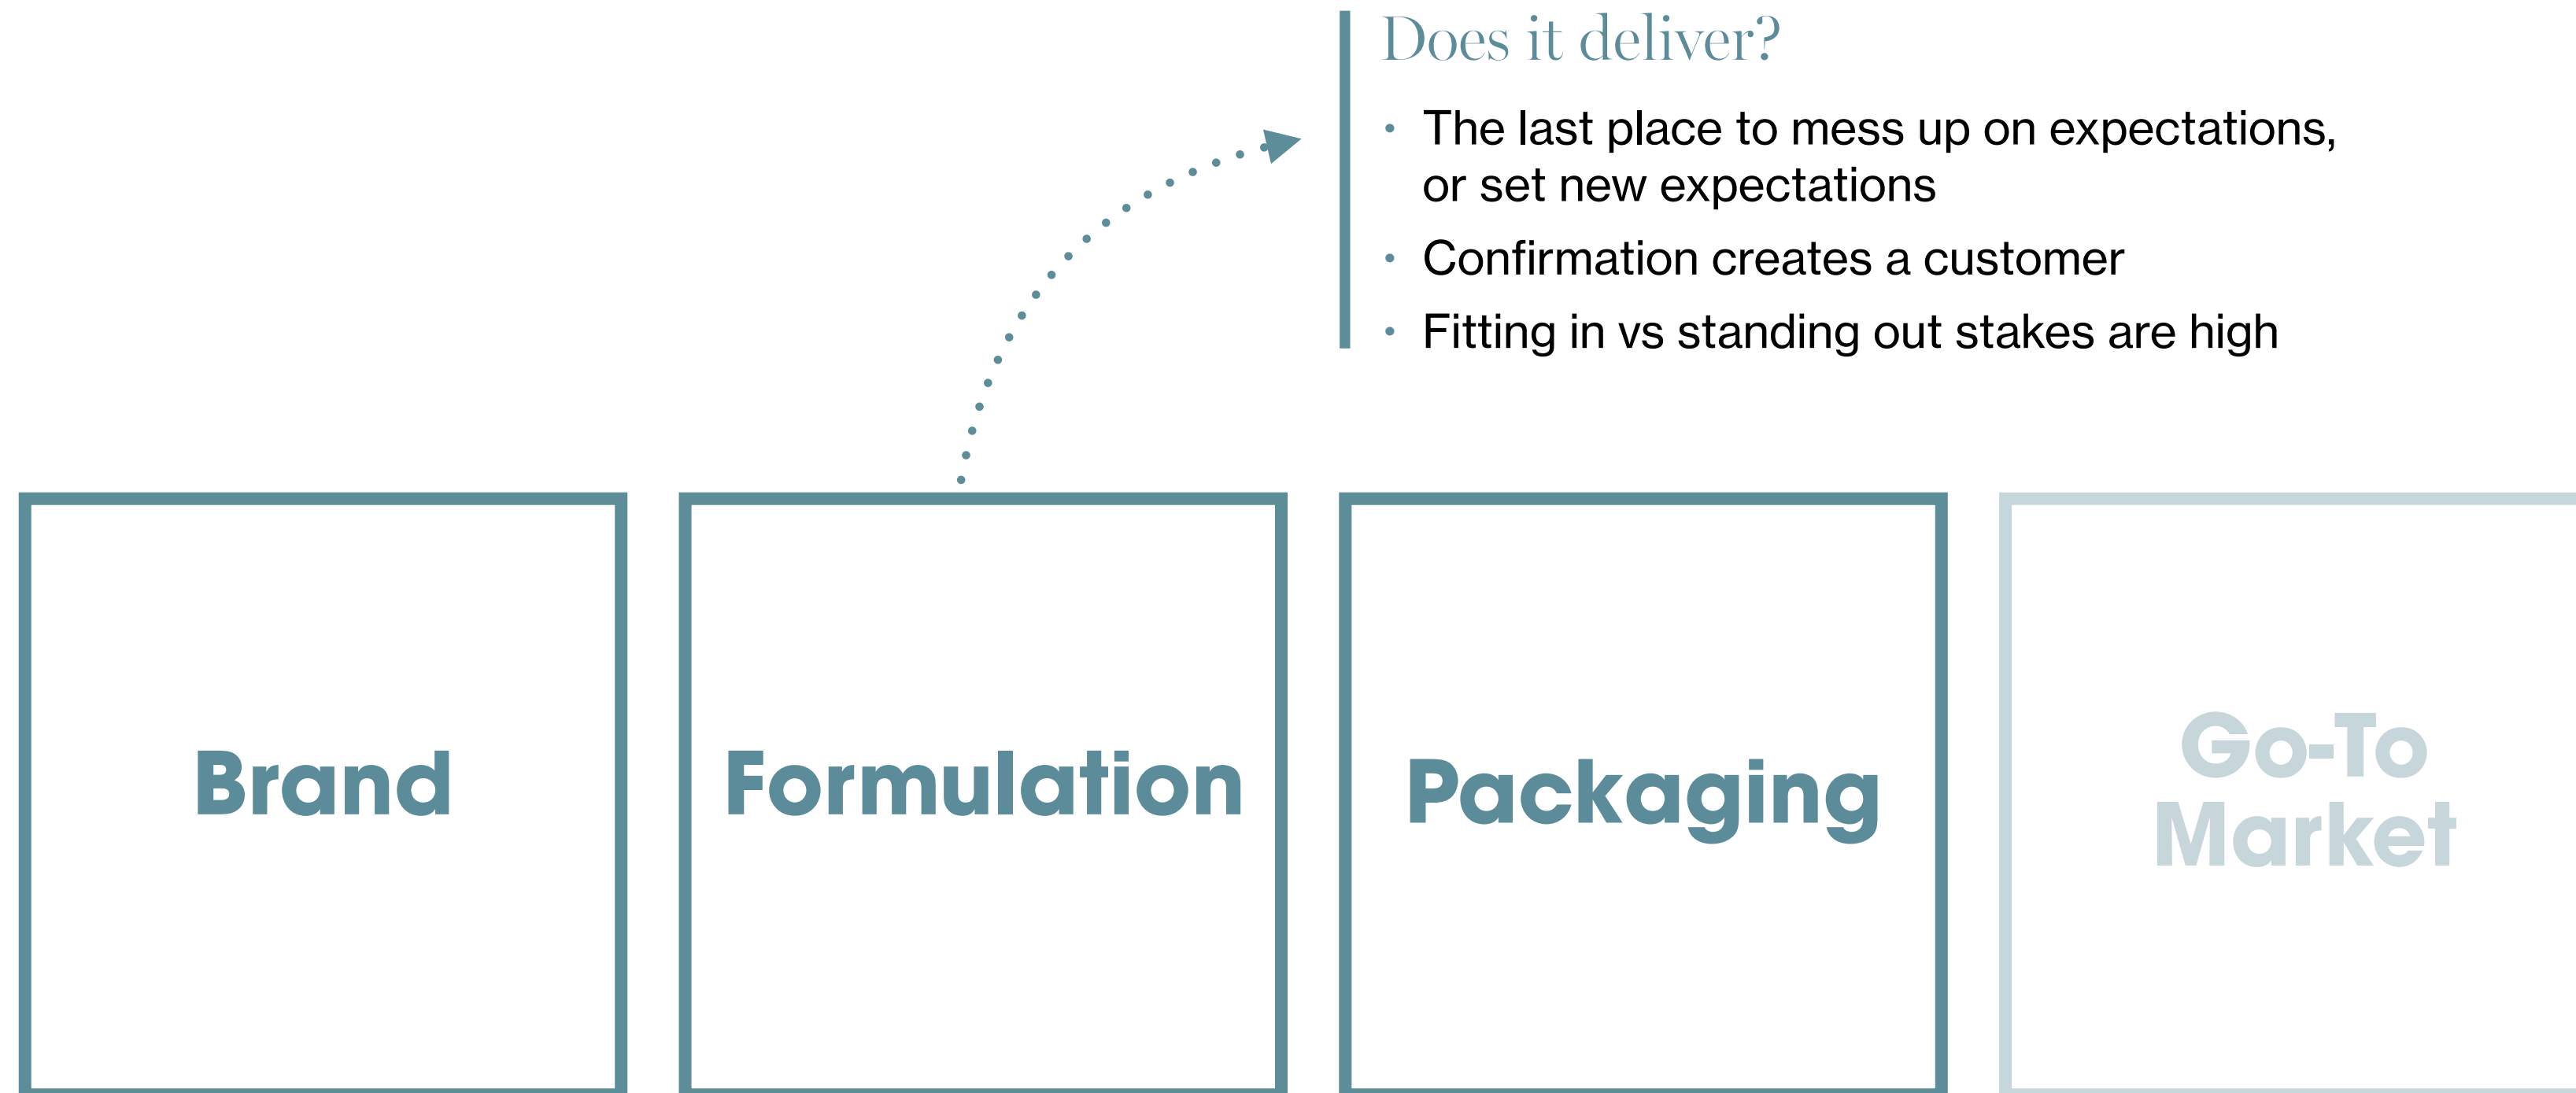 Does it deliver?
• The last place to mess up on expectations,
or set new expectations
• Confirmation creates a customer
• Fitting in vs standing out stakes are high
Brand
Formulation
Packaging
Go-To
Market